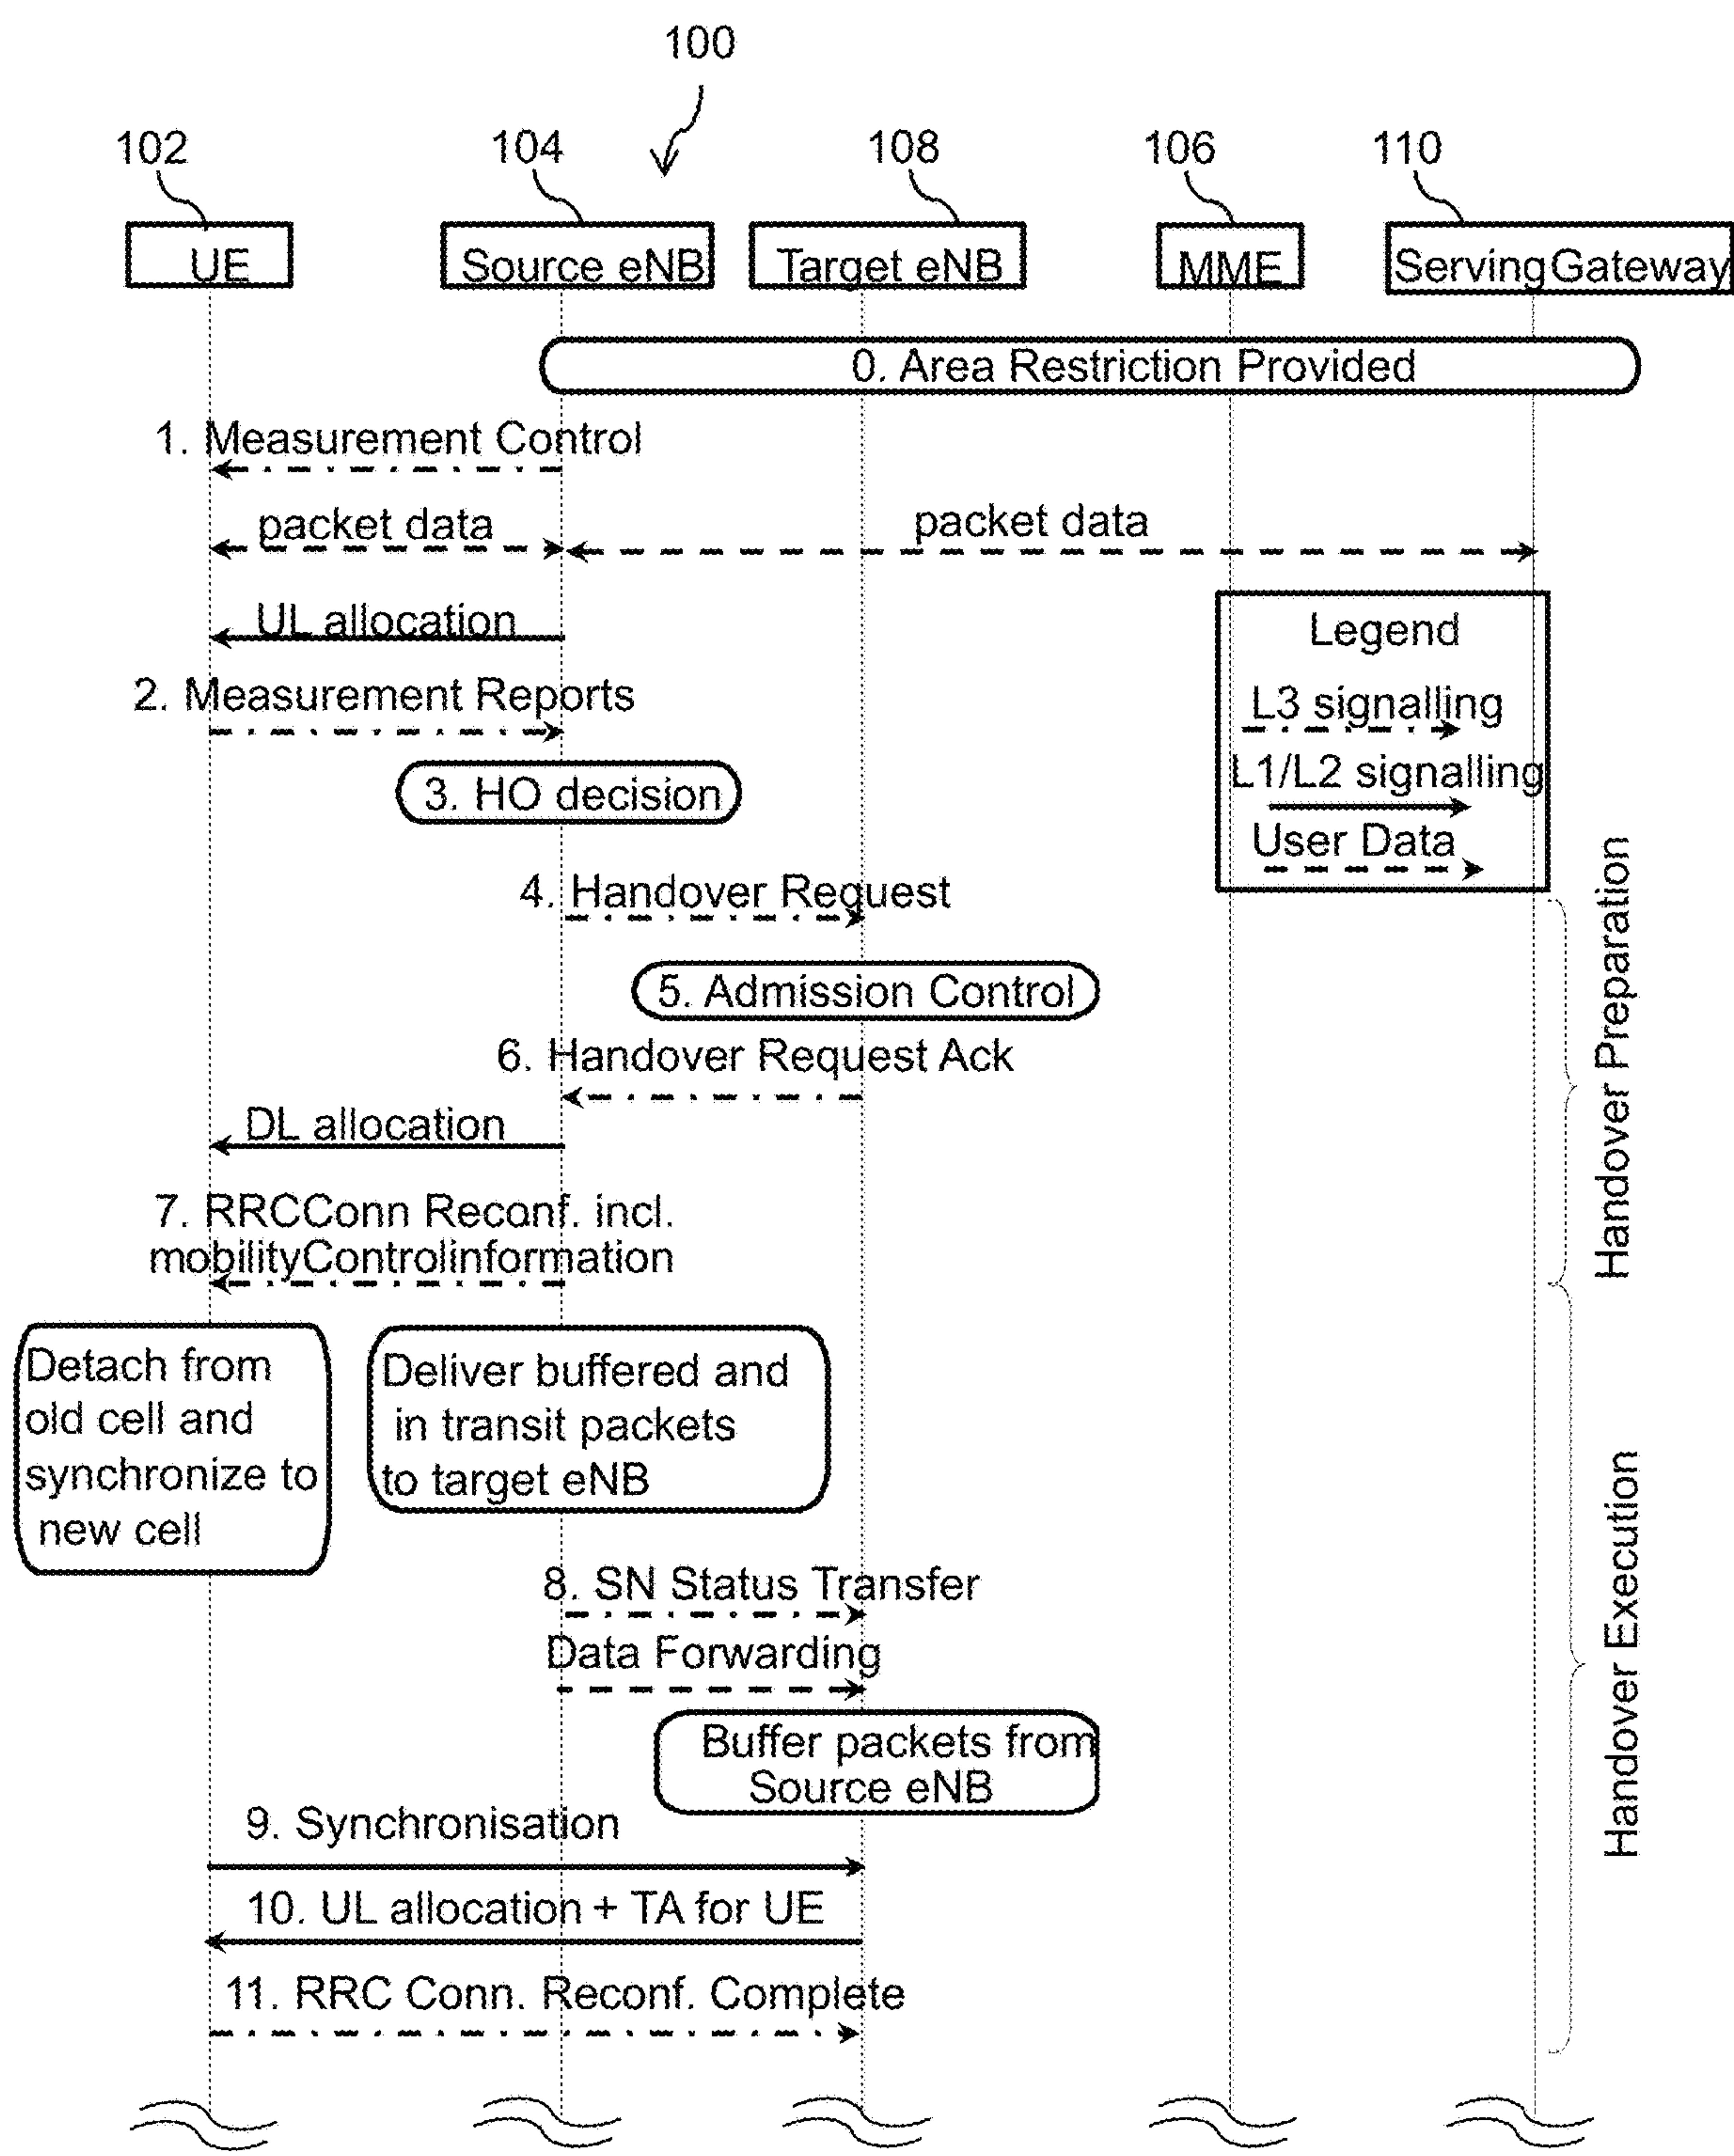 100
102
104
108
106
110
UE
Source eNB
Target eNB
MME
Serving Gateway
0. Area Restriction Provided
1. Measurement Control
packet data
packet data
UL allocation
Legend
L3 signalling
L1/L2 signalling
User Data
2. Measurement Reports
3. HO decision
4. Handover Request
5. Admission Control
6. Handover Request Ack
DL allocation
Handover Preparation
7. RRCConn Reconf. incl.
mobilityControlinformation
Detach from
old cell and
synchronize to
new cell
Deliver buffered and
in transit packets
to target eNB
8. SN Status Transfer
Data Forwarding
Buffer packets from
Source eNB
Handover Execution
9. Synchronisation
10. UL allocation + TA for UE
11. RRC Conn. Reconf. Complete